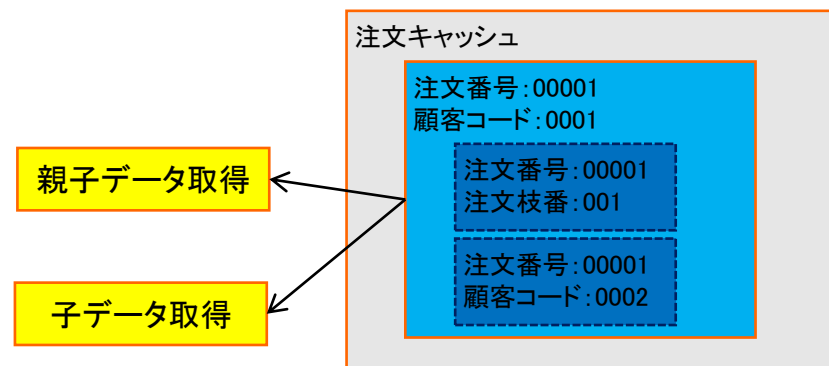 注文キャッシュ
注文番号:00001
顧客コード:0001
注文番号:00001
注文枝番:001
注文番号:00001
顧客コード:0002
親子データ取得
子データ取得